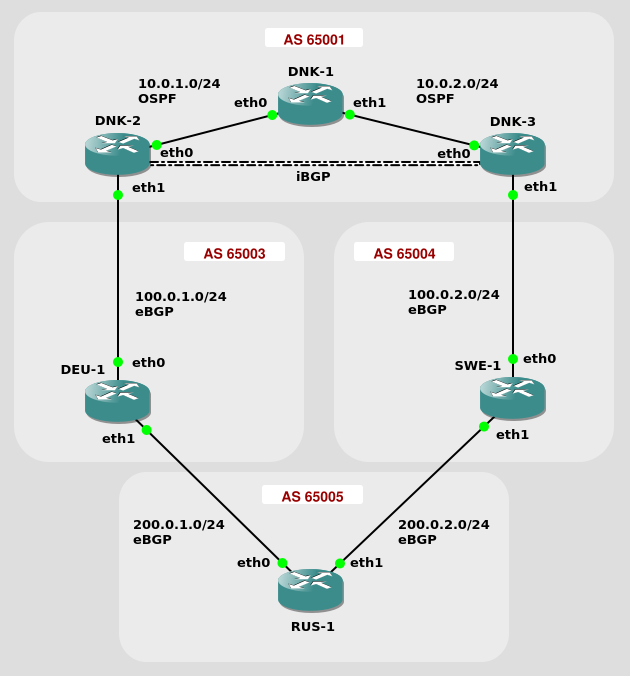 AS 65001
DNK-1
10.0.1.0/24
OSPF
10.0.2.0/24
OSPF
eth0
eth1
DNK-2
DNK-3
eth0
eth0
iBGP
eth1
eth1
AS 65003
AS 65004
100.0.1.0/24
eBGP
100.0.2.0/24
eBGP
eth0
eth0
DEU-1
SWE-1
eth1
eth1
AS 65005
200.0.1.0/24
eBGP
200.0.2.0/24
eBGP
eth0
eth1
RUS-1